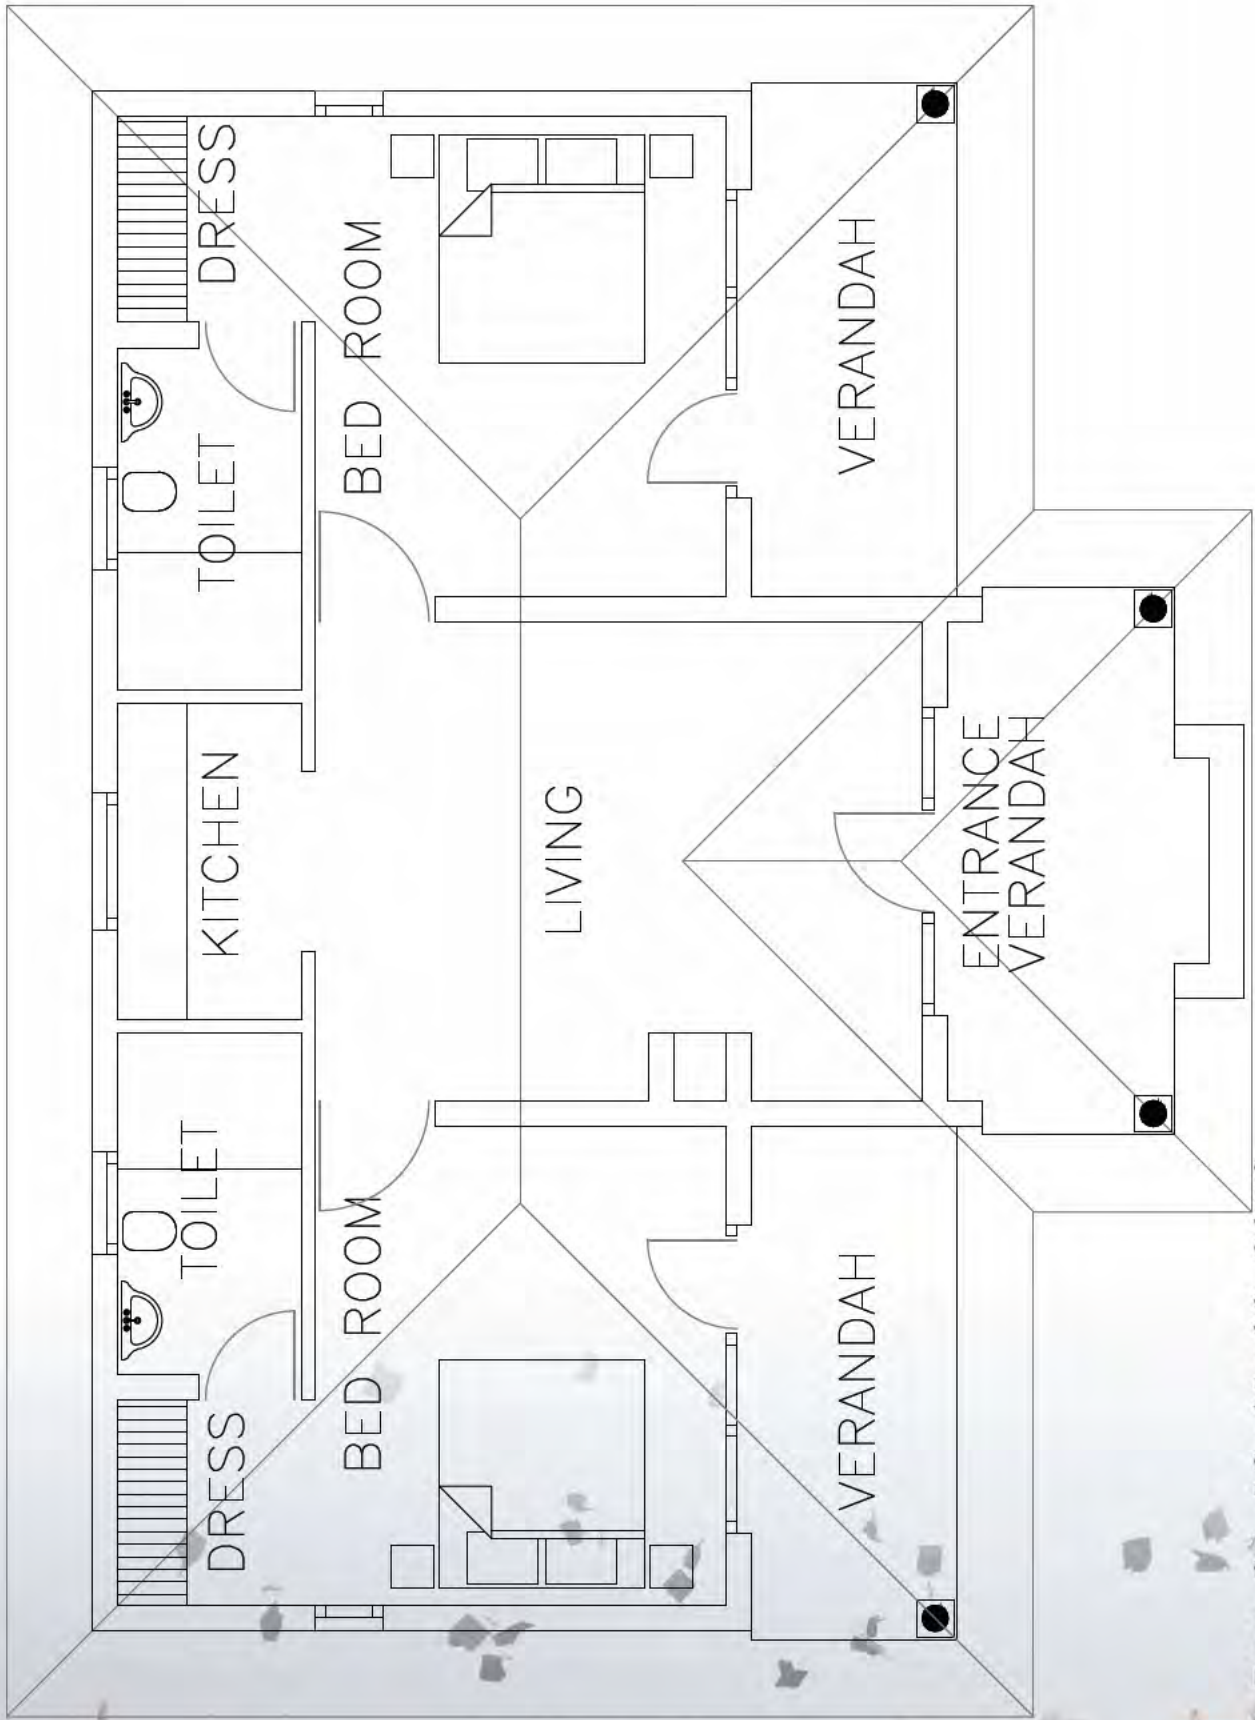 DRESS
TOILET
KITCHEN
TOILET
DRESS
BED ROOM
BED ROOM
LIVING
VERANDAH
VERANDAH
ENTRANCE
VERANDAH